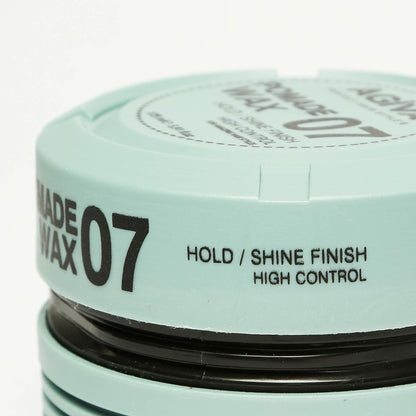 POMADE
WAX 07
HOLD / SHINE FINISH
HIGH CONTROL
AGIVA
MADE
WAX 07
HOLD / SHINE FINISH
HIGH CONTROL